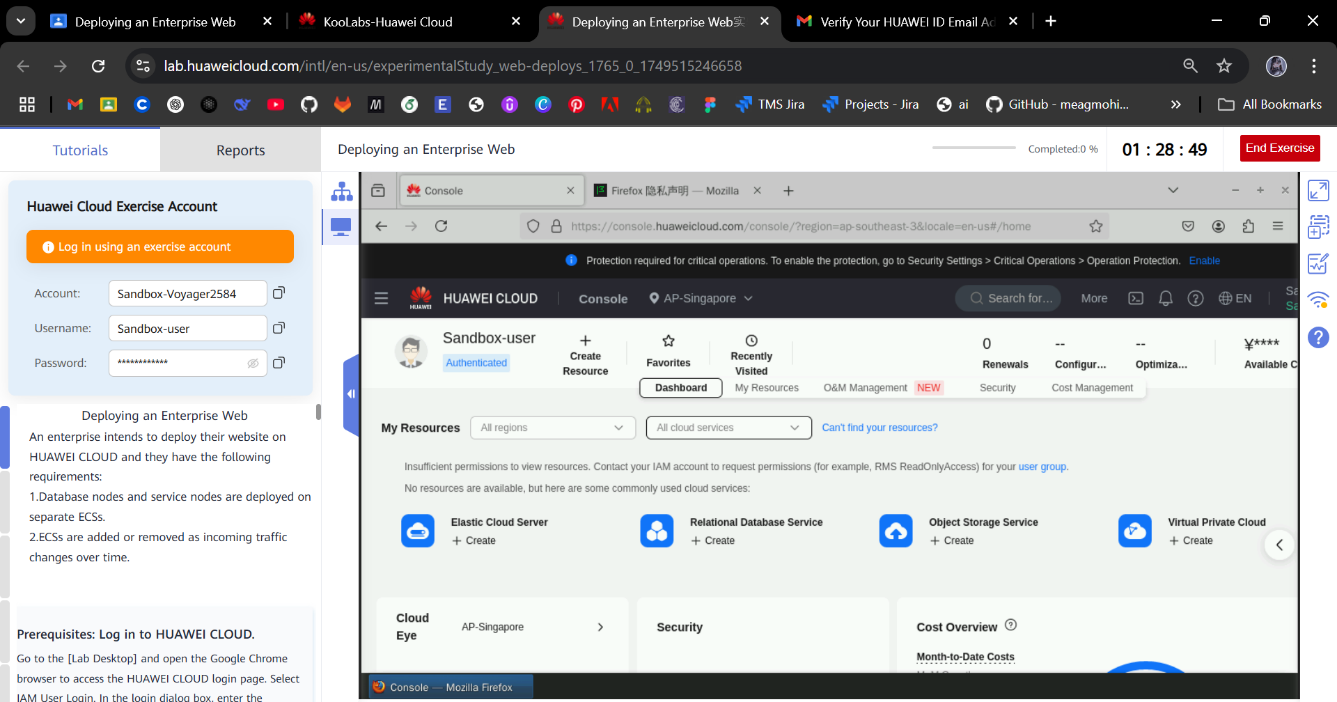 Deploying an Enterprise Web
KooLabs-Huawei Cloud
Deploying an Enterprise Web实
Verify Your HUAWEI ID Email Ad
lab.huaweicloud.com/intl/en-us/experimentalStudy_web-deploys_1765_0_1749515246658
TMS Jira
Projects - Jira
ai
GitHub - meagmohi...
All Bookmarks
Tutorials
Reports
Deploying an Enterprise Web
Completed:0 %
01 : 28 : 49
End Exercise
Huawei Cloud Exercise Account
Log in using an exercise account
Account:
Sandbox-Voyager2584
Username:
Sandbox-user
Password:
************
Deploying an Enterprise Web
An enterprise intends to deploy their website on
HUAWEI CLOUD and they have the following
requirements:
1.Database nodes and service nodes are deployed on
separate ECSs.
2.ECSs are added or removed as incoming traffic
changes over time.
Prerequisites: Log in to HUAWEI CLOUD.
Go to the [Lab Desktop] and open the Google Chrome
browser to access the HUAWEI CLOUD login page. Select
IAM User Login. In the login dialog box, enter the
Console
Firefox 隐私声明 — Mozilla
https://console.huaweicloud.com/console/?region=ap-southeast-3&locale=en-us#/home
Protection required for critical operations. To enable the protection, go to Security Settings > Critical Operations > Operation Protection. Enable
HUAWEI
HUAWEI CLOUD
Console
AP-Singapore
Search for...
More
EN
Sa
Sa
Sandbox-user
Authenticated
Create
Resource
Favorites
Recently
Visited
0
Renewals
--
Configur...
--
Optimiza...
¥****
Available C
Dashboard
My Resources
O&M Management
NEW
Security
Cost Management
My Resources
All regions
All cloud services
Can't find your resources?
Insufficient permissions to view resources. Contact your IAM account to request permissions (for example, RMS ReadOnlyAccess) for your user group.
No resources are available, but here are some commonly used cloud services:
Elastic Cloud Server
+ Create
Relational Database Service
+ Create
Object Storage Service
+ Create
Virtual Private Cloud
+ Create
Cloud
Eye
AP-Singapore
Security
Cost Overview
Month-to-Date Costs
Console — Mozilla Firefox